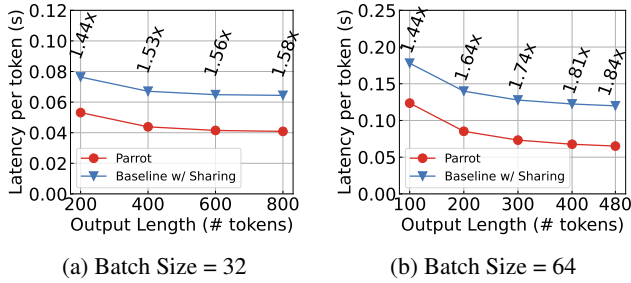 Latency per token (s)
0.12
0.10
0.08
0.06
0.04
0.02
0.00
1.44x
1.53x
1.56x
1.58x
Parrot
Baseline w/ Sharing
200
400
600
800
Output Length (# tokens)
(a) Batch Size = 32
Latency per token (s)
0.25
0.20
0.15
0.10
0.05
0.00
1.44x
1.64x
1.74x
1.81x
1.84x
Parrot
Baseline w/ Sharing
100
200
300
400
480
Output Length (# tokens)
(b) Batch Size = 64